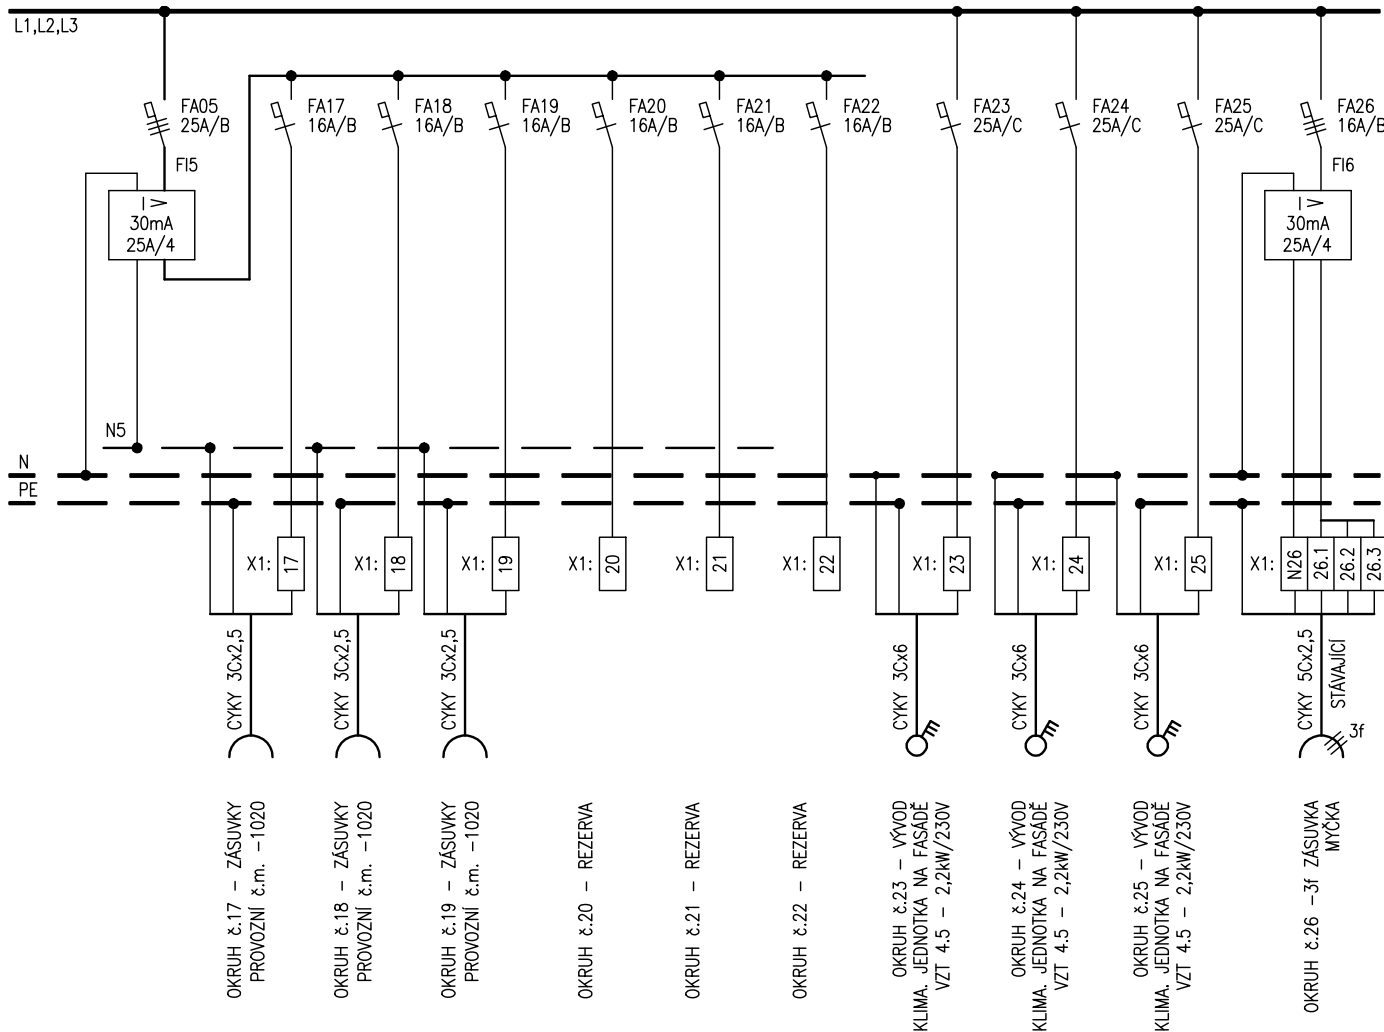 L1,L2,L3
FA05
25A/B
FA17
16A/B
FA18
16A/B
FA19
16A/B
FA20
16A/B
FA21
16A/B
FA22
16A/B
FA23
25A/C
FA24
25A/C
FA25
25A/C
FA26
16A/B
FI5
I >
30mA
25A/4
FI6
I >
30mA
25A/4
N5
N
PE
X1: 17
X1: 18
X1: 19
X1: 20
X1: 21
X1: 22
X1: 23
X1: 24
X1: 25
X1: N26 26.1 26.2 26.3
CYKY 3Cx2,5
CYKY 3Cx2,5
CYKY 3Cx2,5
CYKY 3Cx6
CYKY 3Cx6
CYKY 3Cx6
CYKY 5Cx2,5
STÁVAJÍCÍ
3f
OKRUH č.17 - ZÁSUVKY
PROVOZNÍ č.m. -1020
OKRUH č.18 - ZÁSUVKY
PROVOZNÍ č.m. -1020
OKRUH č.19 - ZÁSUVKY
PROVOZNÍ č.m. -1020
OKRUH č.20 - REZERVA
OKRUH č.21 - REZERVA
OKRUH č.22 - REZERVA
OKRUH č.23 - VÝVOD
KLIMA. JEDNOTKA NA FASÁDĚ
VZT 4.5 - 2,2kW/230V
OKRUH č.24 - VÝVOD
KLIMA. JEDNOTKA NA FASÁDĚ
VZT 4.5 - 2,2kW/230V
OKRUH č.25 - VÝVOD
KLIMA. JEDNOTKA NA FASÁDĚ
VZT 4.5 - 2,2kW/230V
OKRUH č.26 -3f ZÁSUVKA
MYČKA